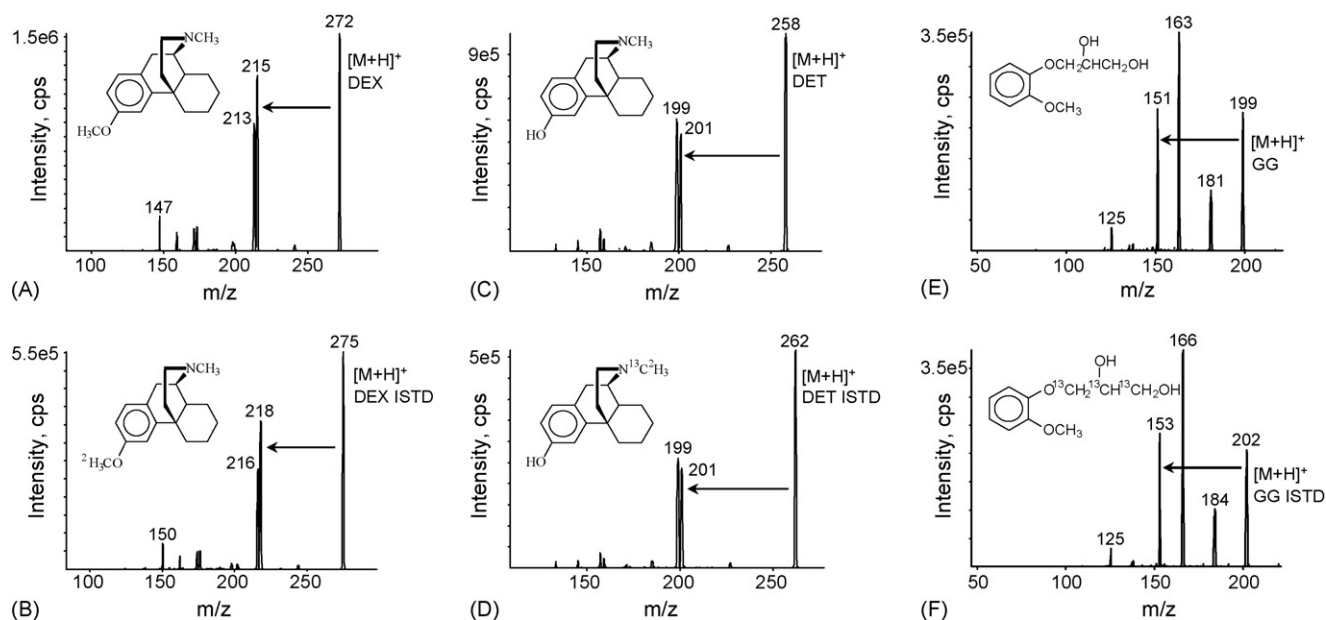 1.5e6
Intensity, cps
NCH₃
H₃CO
272
[M+H]⁺
DEX
215
213
147
100 150 200 250
m/z
(A)
9e5
Intensity, cps
NCH₃
HO
258
[M+H]⁺
DET
199
201
100 150 200 250
m/z
(C)
3.5e5
Intensity, cps
OH
OCH₂CHCH₂OH
OCH₃
163
151
199
[M+H]⁺
GG
181
125
50 100 150 200
m/z
(E)
5.5e5
Intensity, cps
NCH₃
²H₃CO
275
[M+H]⁺
DEX ISTD
218
216
150
100 150 200 250
m/z
(B)
5e5
Intensity, cps
N¹³C²H₃
HO
262
[M+H]⁺
DET ISTD
199
201
100 150 200 250
m/z
(D)
3.5e5
Intensity, cps
OH
O¹³CH₂¹³CH¹³CH₂OH
OCH₃
166
153
202
[M+H]⁺
GG ISTD
184
125
50 100 150 200
m/z
(F)